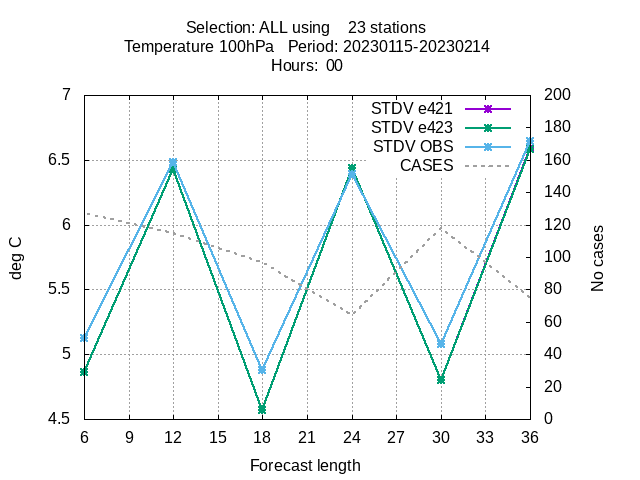 Selection: ALL using    23 stations
Temperature 100hPa   Period: 20230115-20230214
Hours:  00
STDV e421
STDV e423
STDV OBS
CASES
7
6.5
6
5.5
5
4.5
deg C
200
180
160
140
120
100
80
60
40
20
0
No cases
6 9 12 15 18 21 24 27 30 33 36
Forecast length